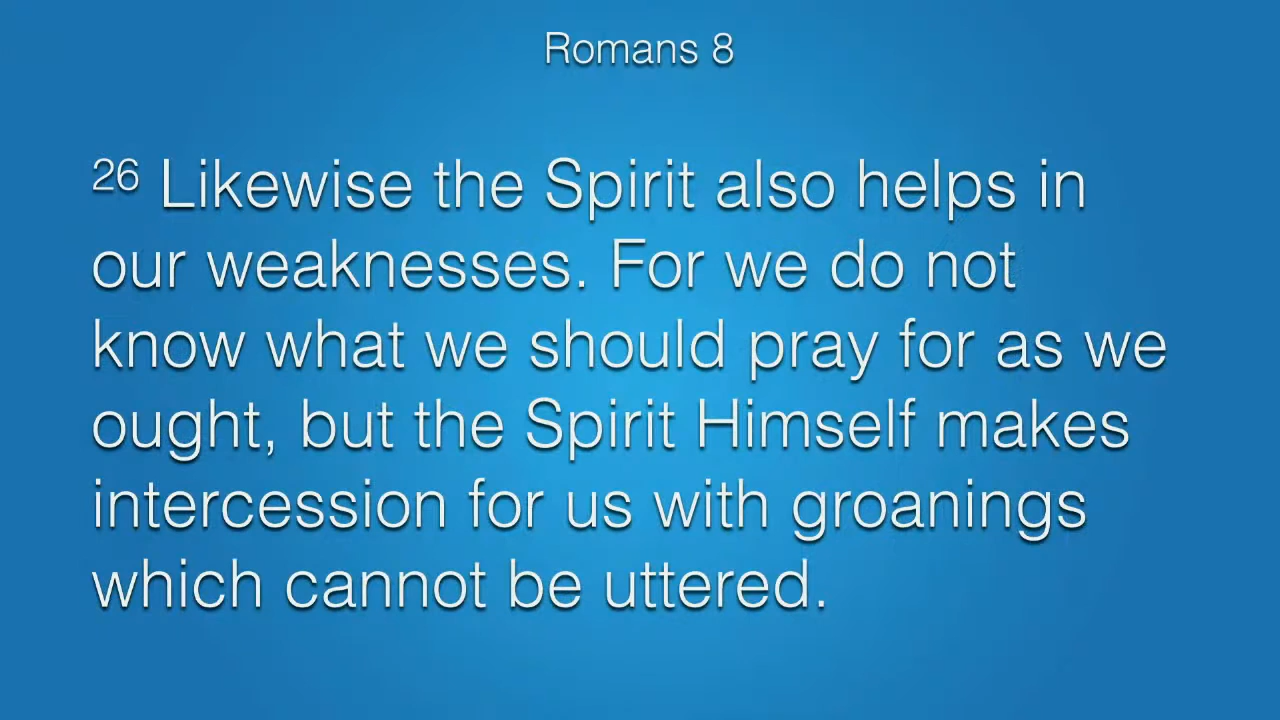 Romans 8
26 Likewise the Spirit also helps in
our weaknesses. For we do not
know what we should pray for as we
ought, but the Spirit Himself makes
intercession for us with groanings
which cannot be uttered.